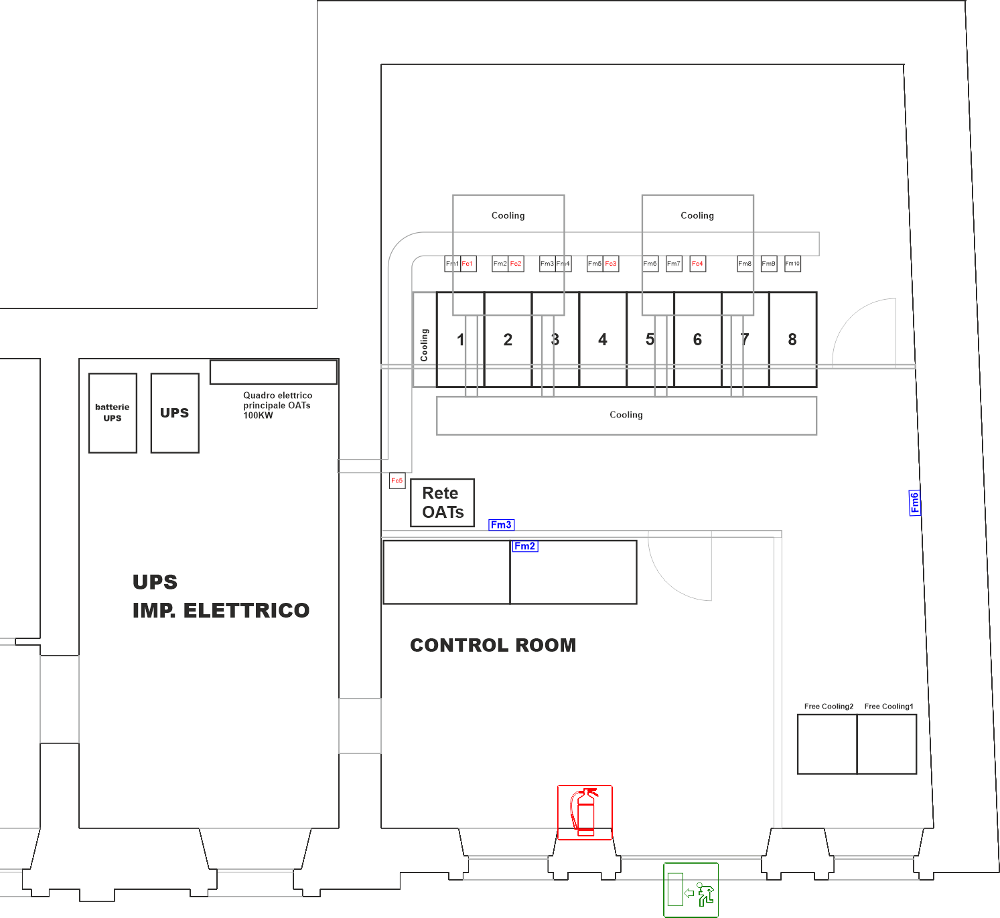 Cooling
Cooling
Fm1 Fc1 Fm2 Fc2 Fm3 Fm4 Fm5 Fc3 Fm6 Fm7 Fc4 Fm8 Fm9 Fm10
Cooling
1 2 3 4 5 6 7 8
Cooling
batterie
UPS
UPS
Quadro elettrico
principale OATs
100KW
Fc5
Rete
OATs
Fm6
Fm3
Fm2
UPS
IMP. ELETTRICO
CONTROL ROOM
Free Cooling2
Free Cooling1